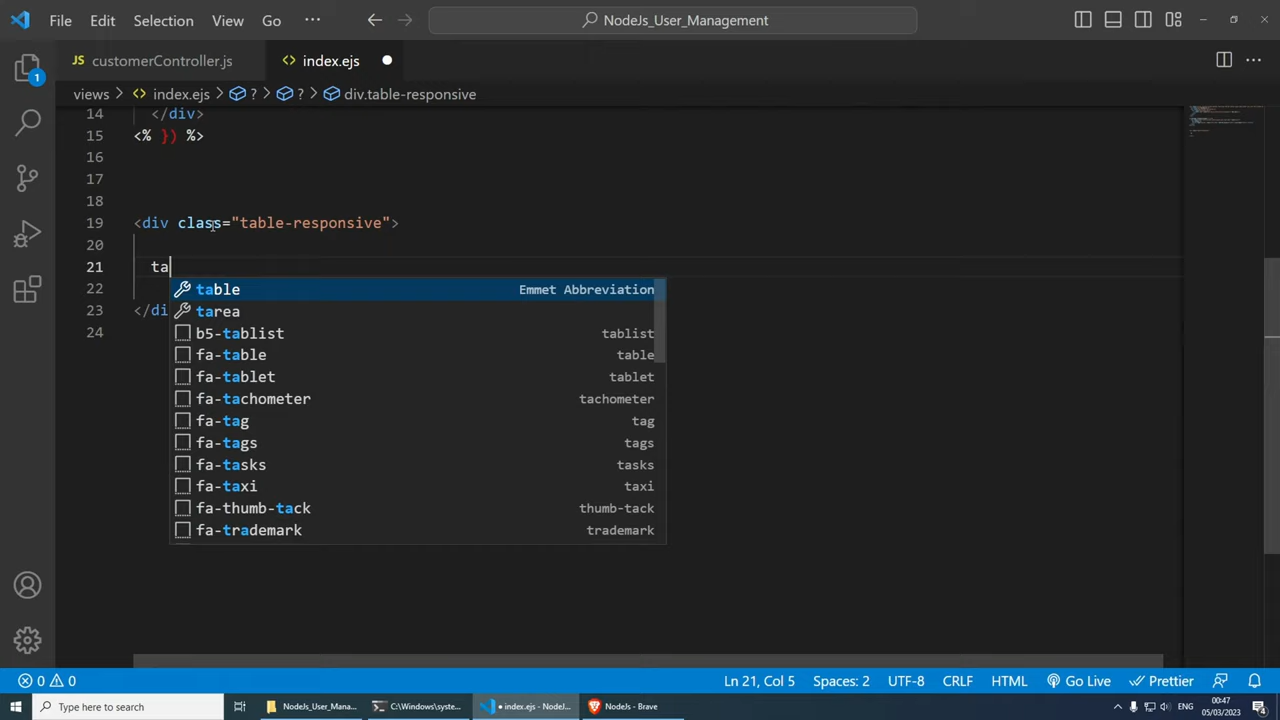 File Edit Selection View Go ··· NodeJs_User_Management
JS customerController.js <> index.ejs
views > <> index.ejs > ? > ? > div.table-responsive
1
14 </div>
15 <% }) %>
16
17
18
19 <div class="table-responsive">
20
21 ta
22
23 </di
24
table Emmet Abbreviation
tarea
b5-tablist tablist
fa-table table
fa-tablet tablet
fa-tachometer tachometer
fa-tag tag
fa-tags tags
fa-tasks tasks
fa-taxi taxi
fa-thumb-tack thumb-tack
fa-trademark trademark
0 0 Ln 21, Col 5 Spaces: 2 UTF-8 CRLF HTML Go Live Prettier
Type here to search NodeJs_User_Mana... C:\Windows\syste... • index.ejs - NodeJ... NodeJs - Brave ENG 00:47
05/03/2023 4